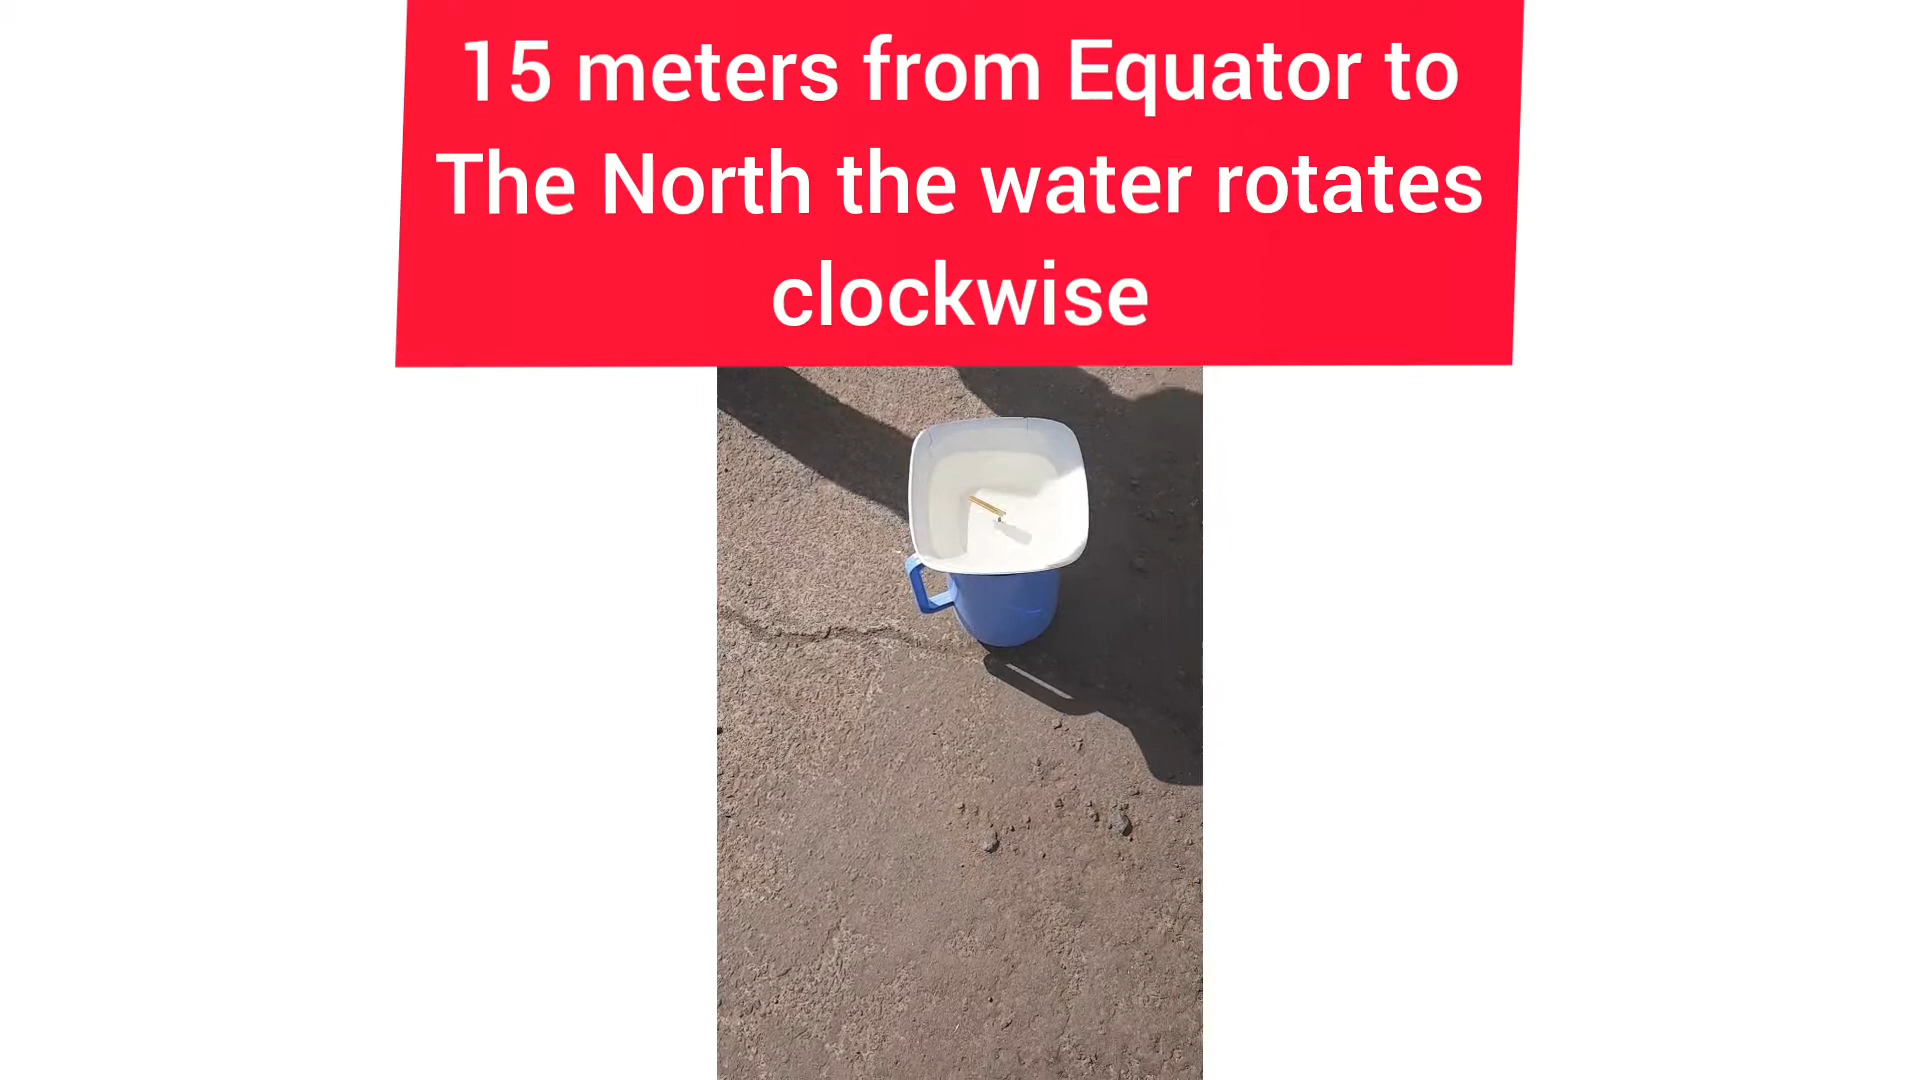 15 meters from Equator to
The North the water rotates
clockwise